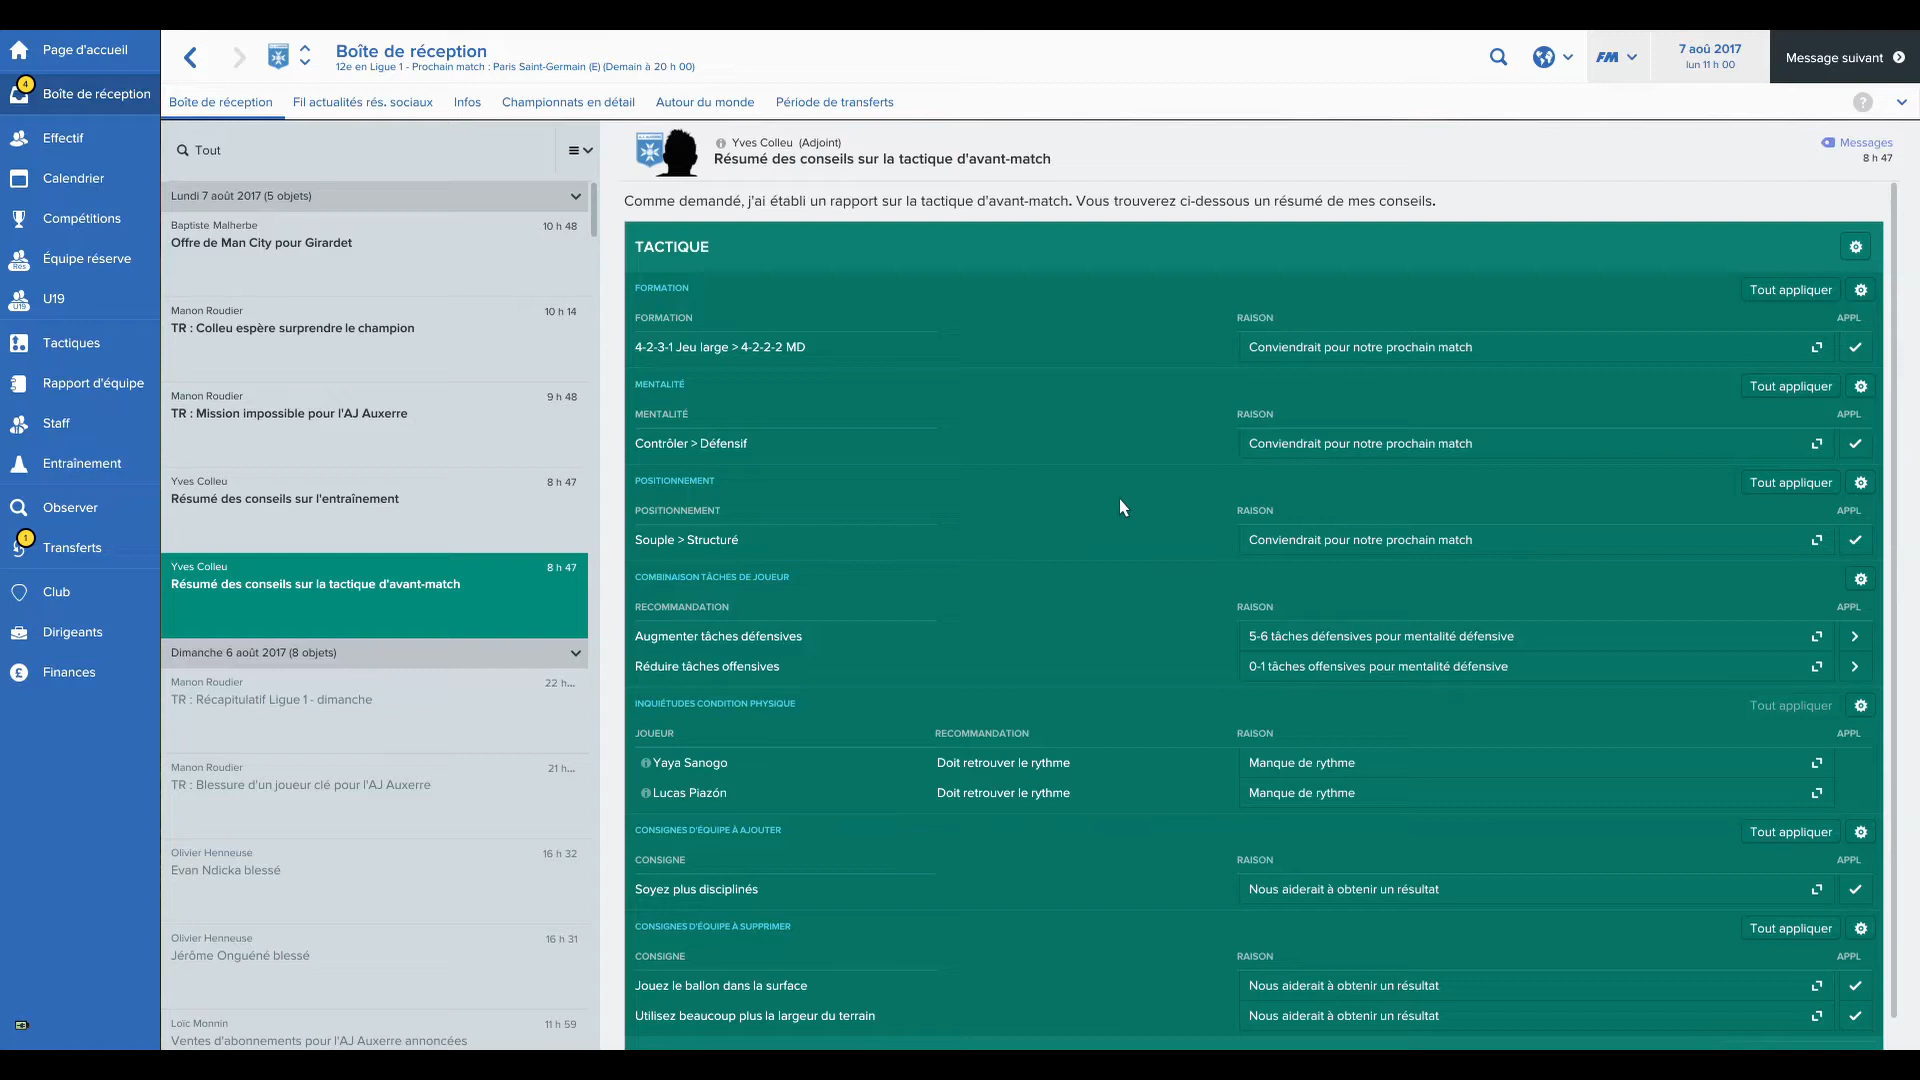 Page d'accueil
4
Boîte de réception
Effectif
Calendrier
Compétitions
Rés
Équipe réserve
U19
U19
Tactiques
Rapport d'équipe
Staff
Entraînement
Observer
1
Transferts
Club
Dirigeants
Finances
Boîte de réception
12e en Ligue 1 - Prochain match : Paris Saint-Germain (E) (Demain à 20 h 00)
FM
7 aoû 2017
lun 11 h 00
Message suivant
Boîte de réception
Fil actualités rés. sociaux
Infos
Championnats en détail
Autour du monde
Période de transferts
?
Tout
Lundi 7 août 2017 (5 objets)
Baptiste Malherbe 10 h 48
Offre de Man City pour Girardet
Manon Roudier 10 h 14
TR : Colleu espère surprendre le champion
Manon Roudier 9 h 48
TR : Mission impossible pour l'AJ Auxerre
Yves Colleu 8 h 47
Résumé des conseils sur l'entraînement
Yves Colleu 8 h 47
Résumé des conseils sur la tactique d'avant-match
Dimanche 6 août 2017 (8 objets)
Manon Roudier 22 h...
TR : Récapitulatif Ligue 1 - dimanche
Manon Roudier 21 h...
TR : Blessure d'un joueur clé pour l'AJ Auxerre
Olivier Henneuse 16 h 32
Evan Ndicka blessé
Olivier Henneuse 16 h 31
Jérôme Onguéné blessé
Loïc Monnin 11 h 59
Ventes d'abonnements pour l'AJ Auxerre annoncées
Yves Colleu (Adjoint)
Résumé des conseils sur la tactique d'avant-match
Messages
8 h 47
Comme demandé, j'ai établi un rapport sur la tactique d'avant-match. Vous trouverez ci-dessous un résumé de mes conseils.
TACTIQUE
FORMATION Tout appliquer
FORMATION RAISON APPL
4-2-3-1 Jeu large > 4-2-2-2 MD Conviendrait pour notre prochain match
MENTALITÉ Tout appliquer
MENTALITÉ RAISON APPL
Contrôler > Défensif Conviendrait pour notre prochain match
POSITIONNEMENT Tout appliquer
POSITIONNEMENT RAISON APPL
Souple > Structuré Conviendrait pour notre prochain match
COMBINAISON TÂCHES DE JOUEUR
RECOMMANDATION RAISON APPL
Augmenter tâches défensives 5-6 tâches défensives pour mentalité défensive
Réduire tâches offensives 0-1 tâches offensives pour mentalité défensive
INQUIÉTUDES CONDITION PHYSIQUE Tout appliquer
JOUEUR RECOMMANDATION RAISON APPL
Yaya Sanogo Doit retrouver le rythme Manque de rythme
Lucas Piazón Doit retrouver le rythme Manque de rythme
CONSIGNES D'ÉQUIPE À AJOUTER Tout appliquer
CONSIGNE RAISON APPL
Soyez plus disciplinés Nous aiderait à obtenir un résultat
CONSIGNES D'ÉQUIPE À SUPPRIMER Tout appliquer
CONSIGNE RAISON APPL
Jouez le ballon dans la surface Nous aiderait à obtenir un résultat
Utilisez beaucoup plus la largeur du terrain Nous aiderait à obtenir un résultat